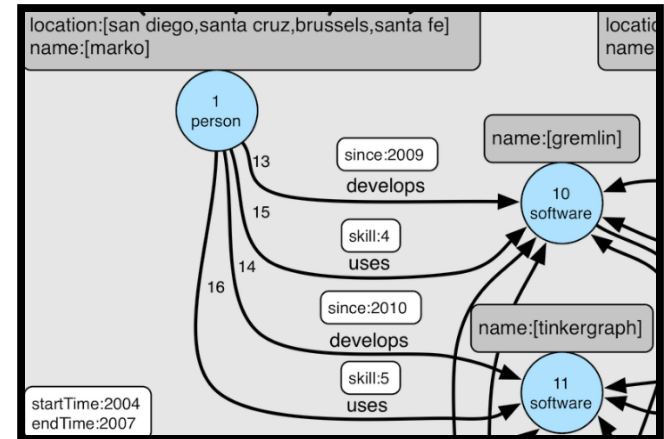 location:[san diego,santa cruz,brussels,santa fe]
name:[marko]
name
1
person
13
since:2009
develops
name:[gremlin]
10
software
15
skill:4
uses
14
16
since:2010
develops
name:[tinkergraph]
11
software
skill:5
uses
startTime:2004
endTime:2007